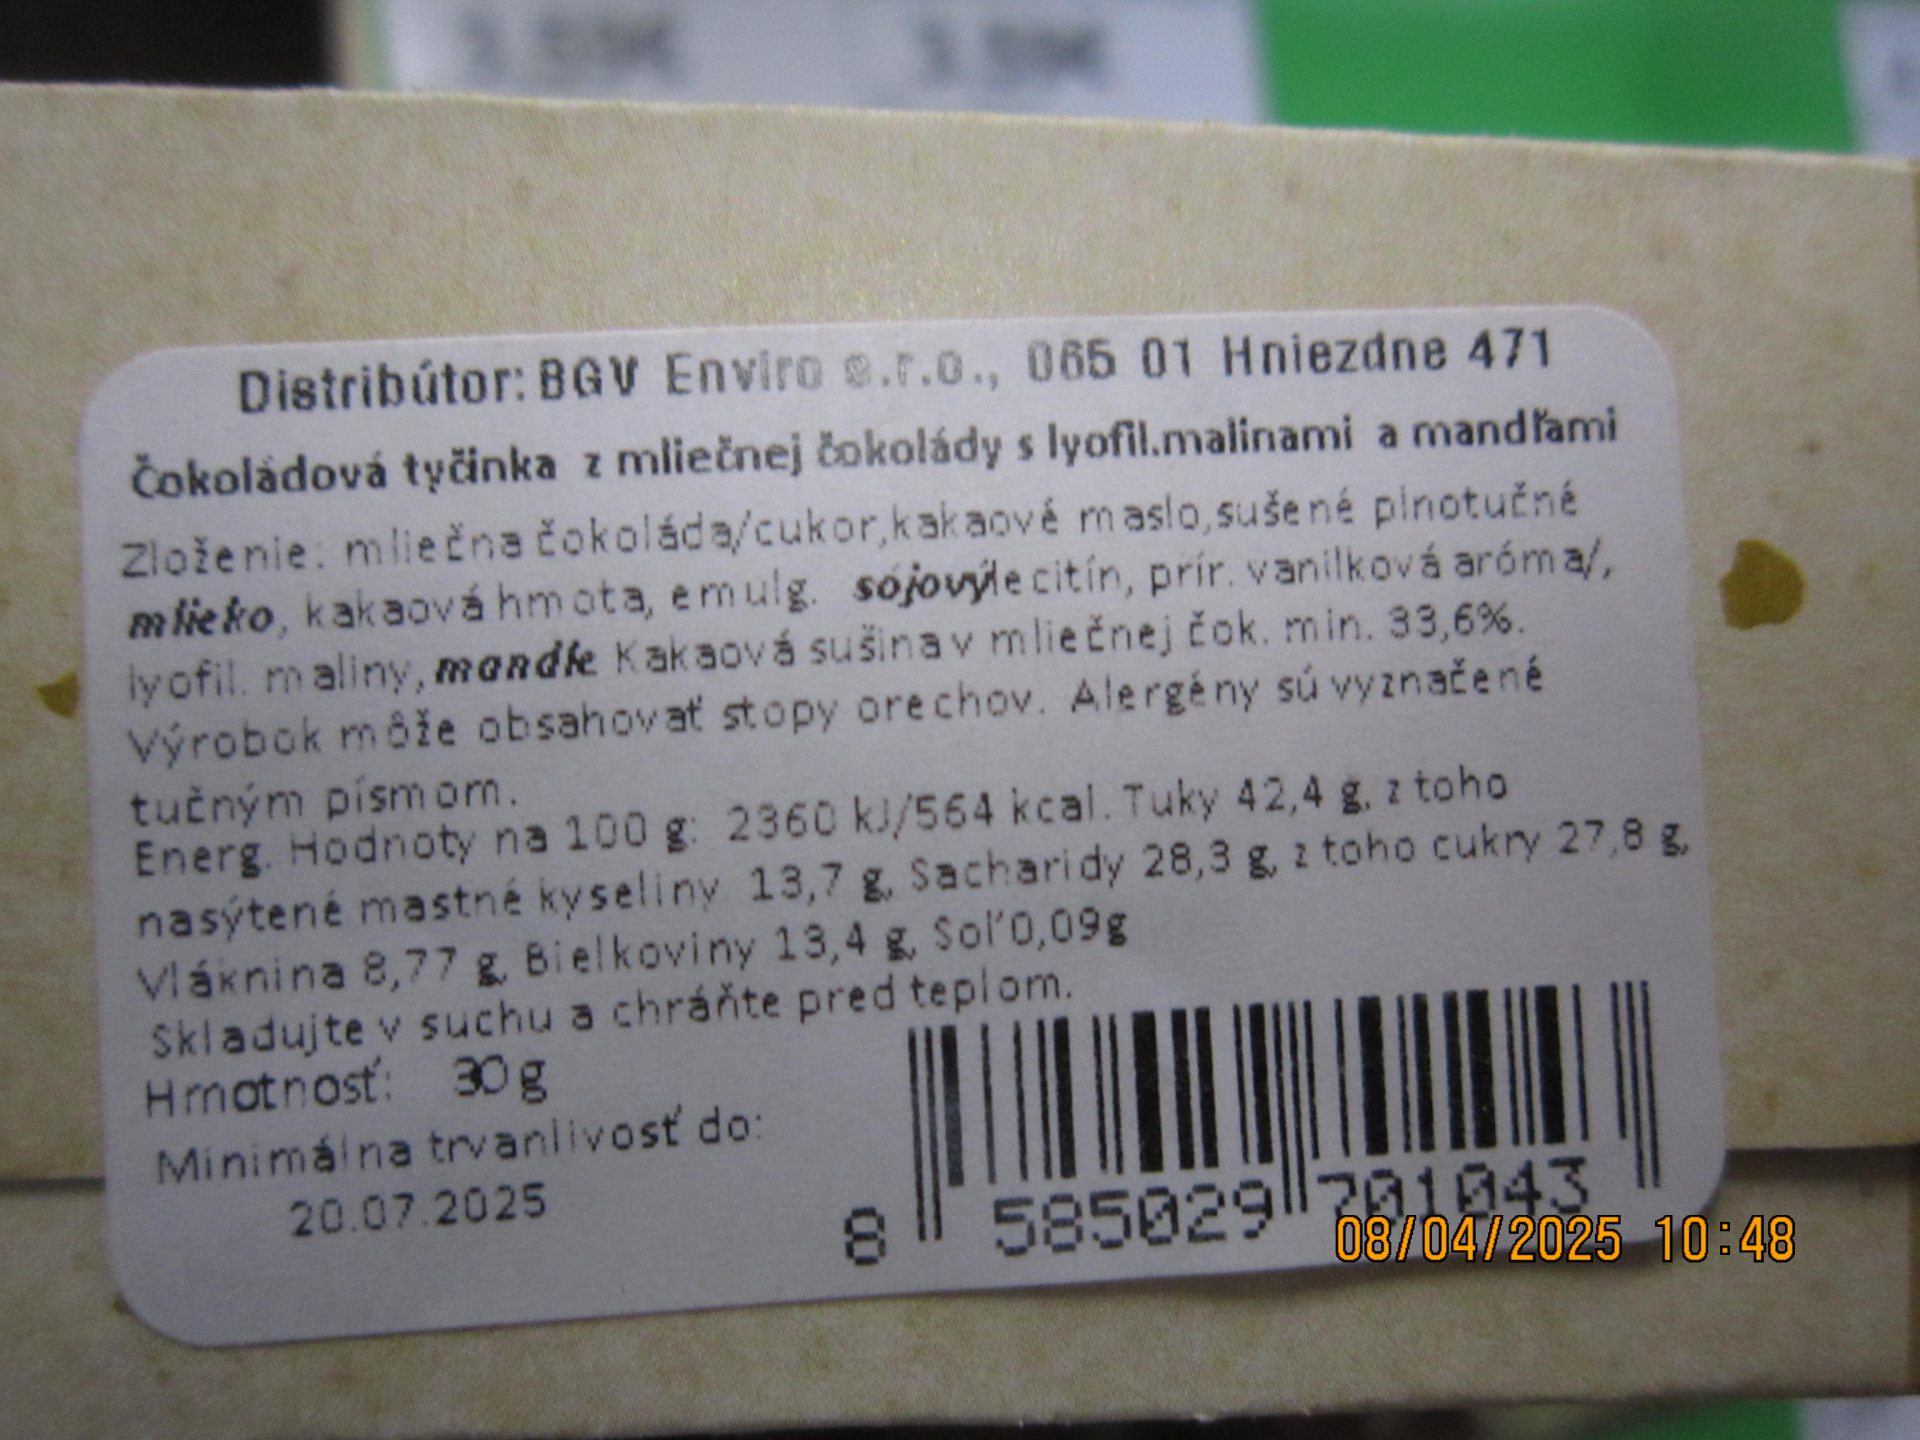 Distribútor: BGV Enviro s.r.o., 065 01 Hniezdne 471
Čokoládová tyčinka z mliečnej čokolády s lyofil.malinami a mandľami
Zloženie: mliečna čokoláda/cukor,kakaové maslo,sušené plnotučné
mlieko, kakaová hmota, emulg. sójovýlecitín, prír. vanilková aróma/,
lyofil. maliny, mandle Kakaová sušina v mliečnej čok. min. 33,6%.
Výrobok môže obsahovať stopy orechov. Alergény sú vyznačené
tučným písmom.
Energ. Hodnoty na 100 g: 2360 kJ/564 kcal. Tuky 42,4 g, z toho
nasýtené mastné kyseliny 13,7 g, Sacharidy 28,3 g, z toho cukry 27,8 g,
Vláknina 8,77 g, Bielkoviny 13,4 g, Soľ 0,09g
Skladujte v suchu a chráňte pred teplom.
Hmotnosť: 30 g
Minimálna trvanlivosť do:
20.07.2025
8 585029 701043
08/04/2025 10:48